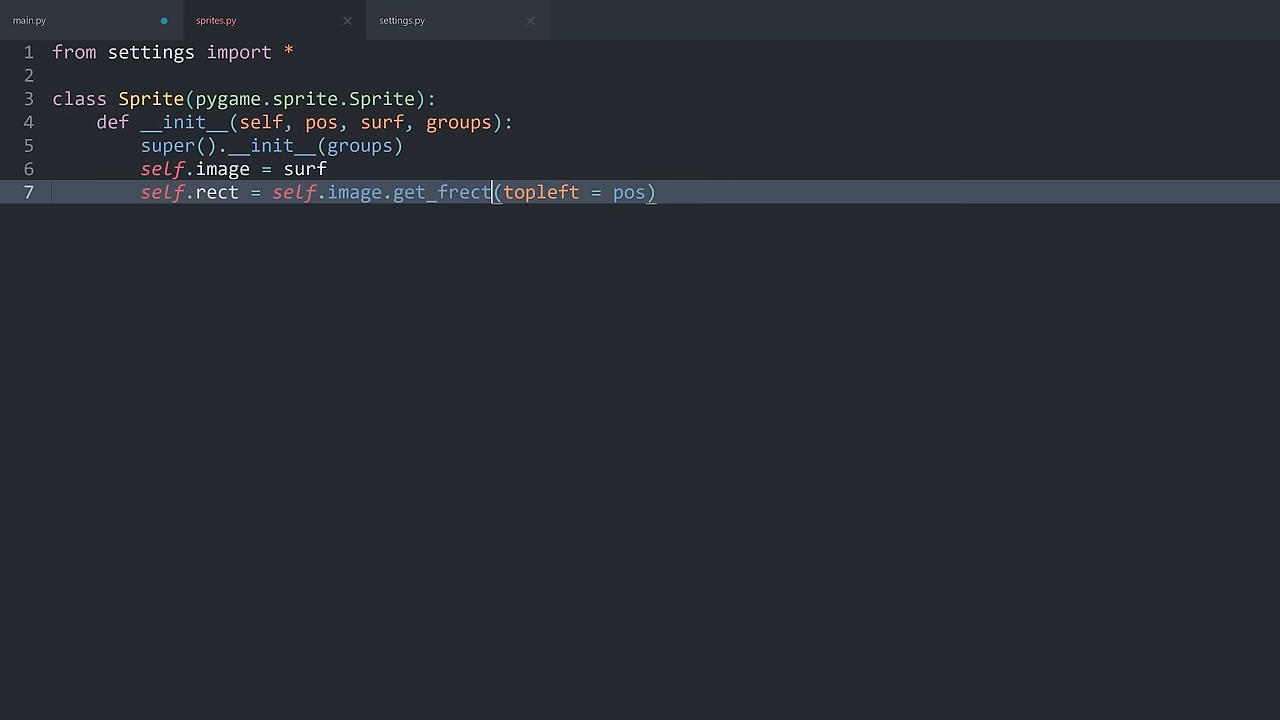 main.py sprites.py settings.py
1 from settings import *
2
3 class Sprite(pygame.sprite.Sprite):
4     def __init__(self, pos, surf, groups):
5         super().__init__(groups)
6         self.image = surf
7         self.rect = self.image.get_frect(topleft = pos)